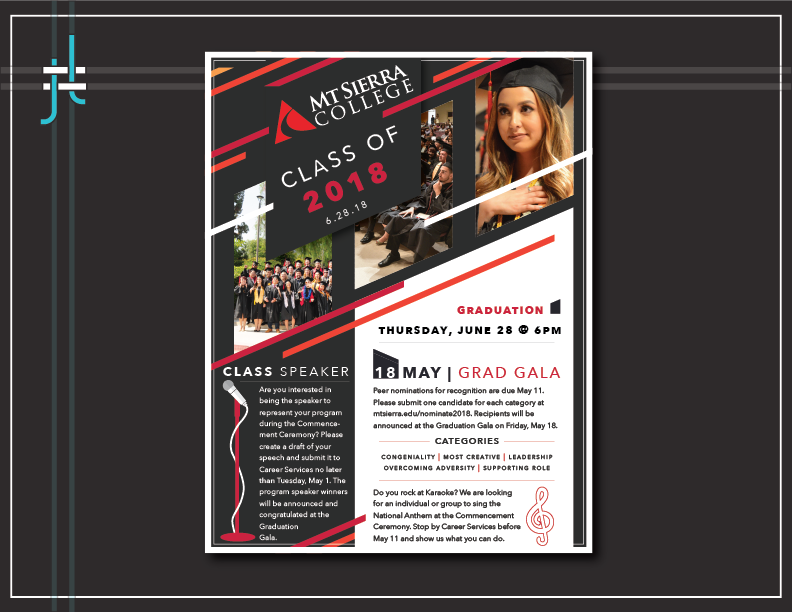 jl
MT SIERRA
COLLEGE
CLASS OF
2018
6.28.18
GRADUATION
THURSDAY, JUNE 28 @ 6PM
CLASS SPEAKER
Are you interested in
being the speaker to
represent your program
during the Commence-
ment Ceremony? Please
create a draft of your
speech and submit it to
Career Services no later
than Tuesday, May 1. The
program speaker winners
will be announced and
congratulated at the
Graduation
Gala.
18 MAY | GRAD GALA
Peer nominations for recognition are due May 11.
Please submit one candidate for each category at
mtsierra.edu/nominate2018. Recipients will be
announced at the Graduation Gala on Friday, May 18.
CATEGORIES
CONGENIALITY | MOST CREATIVE | LEADERSHIP
OVERCOMING ADVERSITY | SUPPORTING ROLE
Do you rock at Karaoke? We are looking
for an individual or group to sing the
National Anthem at the Commencement
Ceremony. Stop by Career Services before
May 11 and show us what you can do.